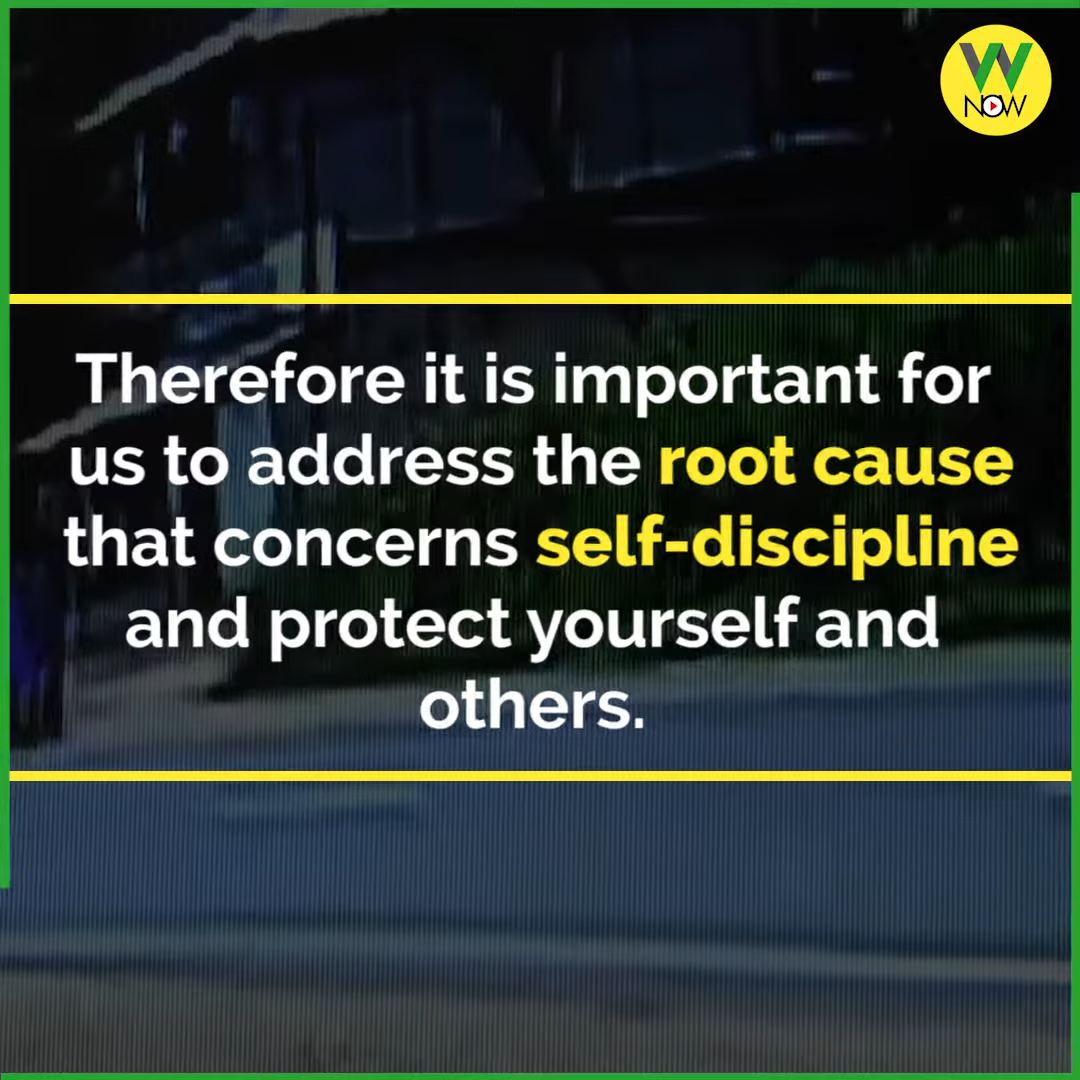 W
NOW
Therefore it is important for
us to address the root cause
that concerns self-discipline
and protect yourself and
others.